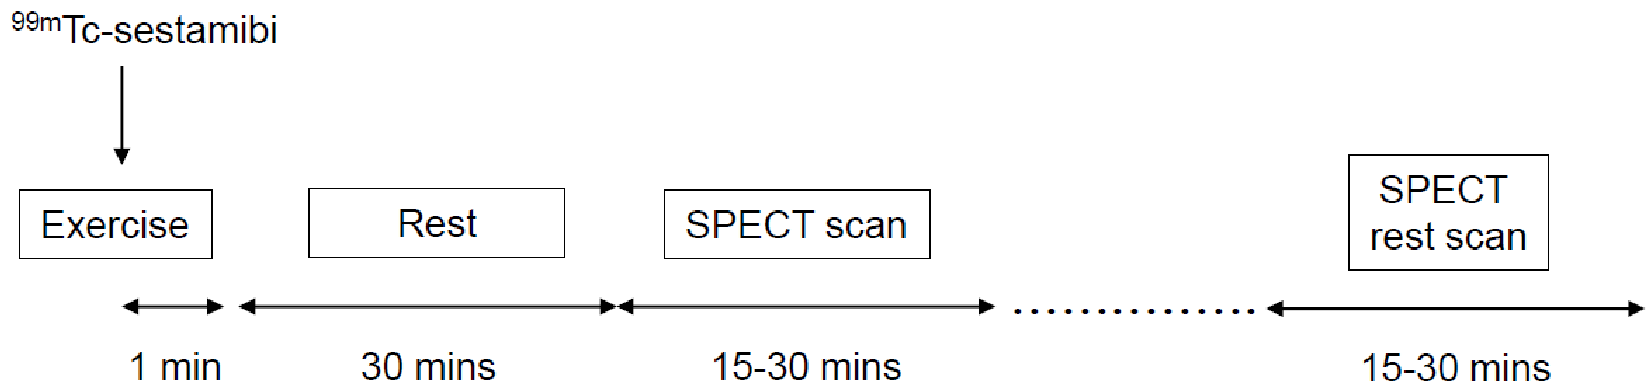 ⁹⁹ᵐTc-sestamibi
Exercise
Rest
SPECT scan
SPECT
rest scan
1 min
30 mins
15-30 mins
15-30 mins